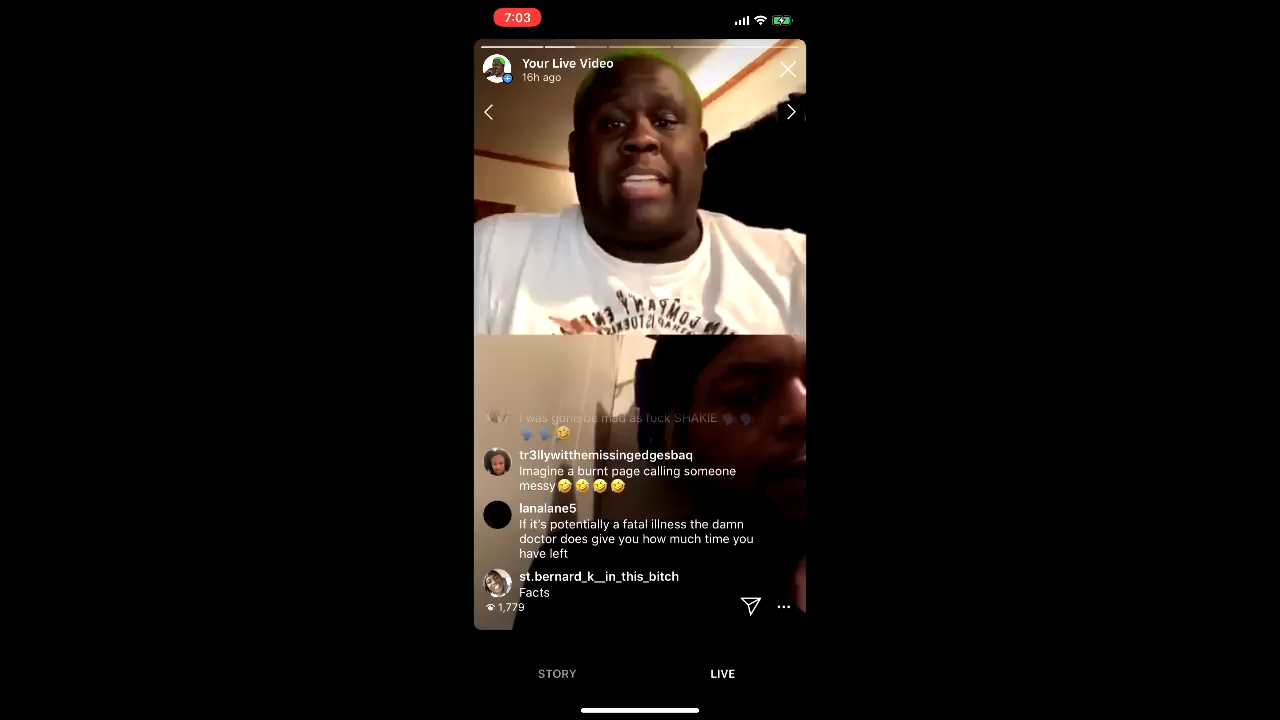 7:03
Your Live Video
16h ago
COMPANY
I was gone be mad as fuck SHAKIE 🗣️ 🗣️
🗣️ 🗣️ 🤣
tr3llywitthemissingedgesbaq
Imagine a burnt page calling someone
messy🤣 🤣 🤣 🤣
lanalane5
If it's potentially a fatal illness the damn
doctor does give you how much time you
have left
st.bernard_k__in_this_bitch
Facts
1,779
STORY
LIVE